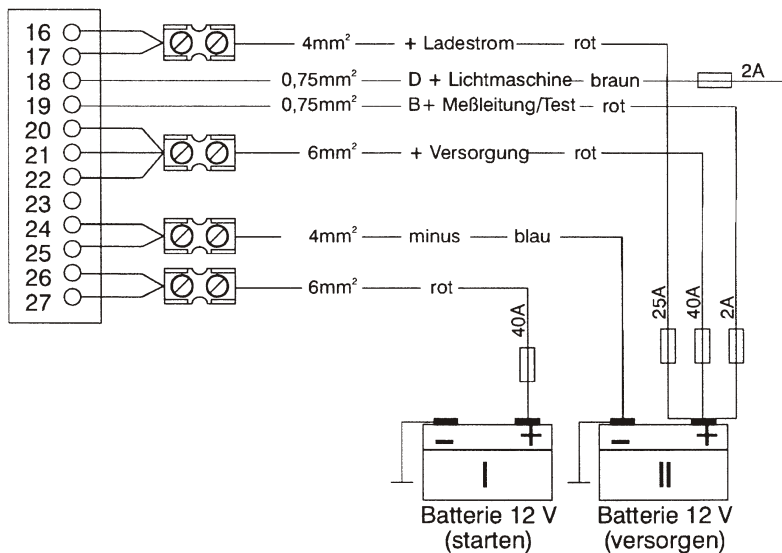 16
17
4mm² + Ladestrom rot
18
0,75mm² D + Lichtmaschine braun 2A
19
0,75mm² B+ Meßleitung/Test rot
20
21
6mm² + Versorgung rot
22
23
24
4mm² minus blau
25
26
6mm² rot
27
40A
25A
40A
2A
− +
− +
I
II
Batterie 12 V
(starten)
Batterie 12 V
(versorgen)